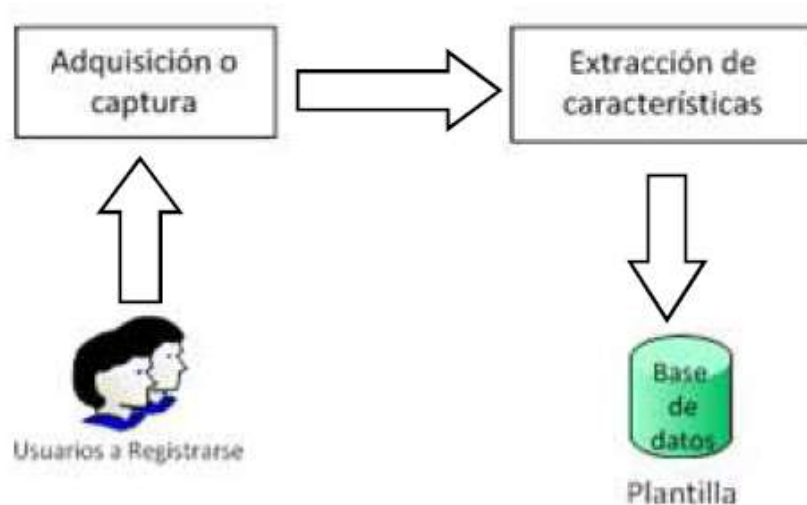 Adquisición o
captura
Extracción de
características
Usuarios a Registrarse
Base
de
datos
Plantilla